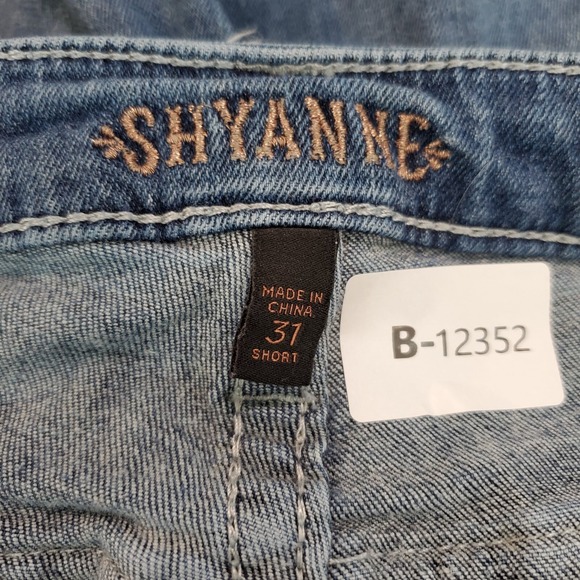 SHYANNE
MADE IN
CHINA
31
SHORT
B-12352